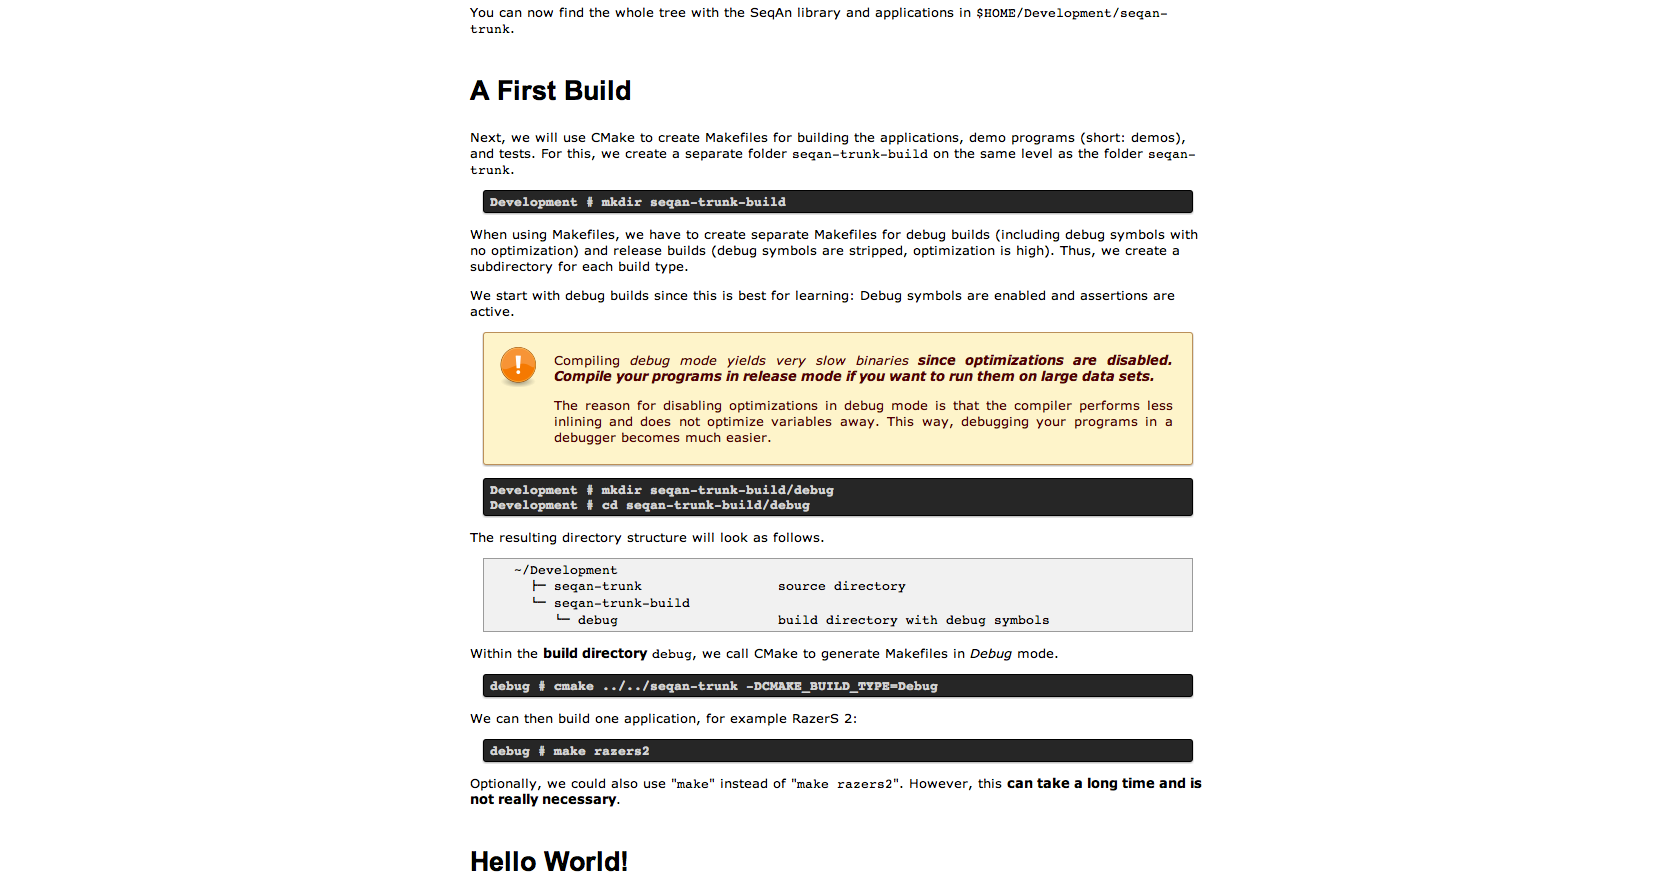 You can now find the whole tree with the SeqAn library and applications in $HOME/Development/seqan-
trunk.
A First Build
Next, we will use CMake to create Makefiles for building the applications, demo programs (short: demos),
and tests. For this, we create a separate folder seqan-trunk-build on the same level as the folder seqan-
trunk.
Development # mkdir seqan-trunk-build
When using Makefiles, we have to create separate Makefiles for debug builds (including debug symbols with
no optimization) and release builds (debug symbols are stripped, optimization is high). Thus, we create a
subdirectory for each build type.
We start with debug builds since this is best for learning: Debug symbols are enabled and assertions are
active.
Compiling debug mode yields very slow binaries since optimizations are disabled.
Compile your programs in release mode if you want to run them on large data sets.
The reason for disabling optimizations in debug mode is that the compiler performs less
inlining and does not optimize variables away. This way, debugging your programs in a
debugger becomes much easier.
Development # mkdir seqan-trunk-build/debug
Development # cd seqan-trunk-build/debug
The resulting directory structure will look as follows.
~/Development
├─ seqan-trunk source directory
└─ seqan-trunk-build
└─ debug build directory with debug symbols
Within the build directory debug, we call CMake to generate Makefiles in Debug mode.
debug # cmake ../../seqan-trunk -DCMAKE_BUILD_TYPE=Debug
We can then build one application, for example RazerS 2:
debug # make razers2
Optionally, we could also use "make" instead of "make razers2". However, this can take a long time and is
not really necessary.
Hello World!